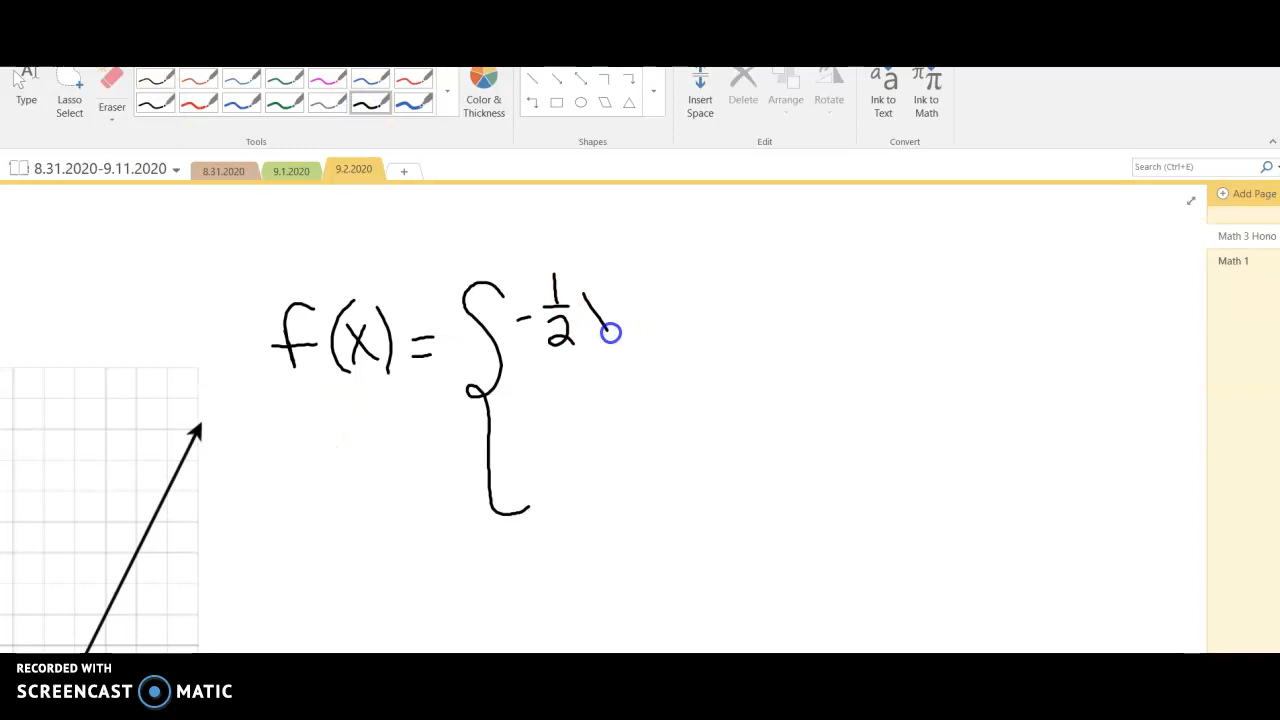 Type
Lasso Select
Eraser
Color & Thickness
Insert Space
Delete
Arrange
Rotate
Ink to Text
Ink to Math
Tools
Shapes
Edit
Convert
8.31.2020-9.11.2020
8.31.2020
9.1.2020
9.2.2020
+
Search (Ctrl+E)
Add Page
Math 3 Hono
Math 1
f(x) = { -1/2
RECORDED WITH
SCREENCAST MATIC